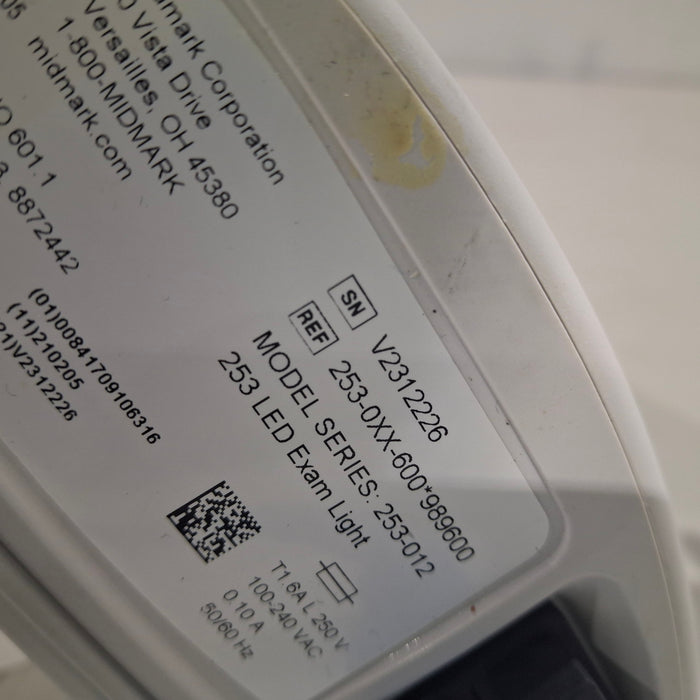 mark Corporation
Vista Drive
Versailles, OH 45380
1-800-MIDMARK
midmark.com
601.1
8872442
(01)00841709106316
(11)210205
21)V2312226
SN V2312226
REF 253-0XX-600*989600
MODEL SERIES: 253-012
253 LED Exam Light
T1.6A L 250 V
100-240 VAC
0.10 A
50/60 Hz